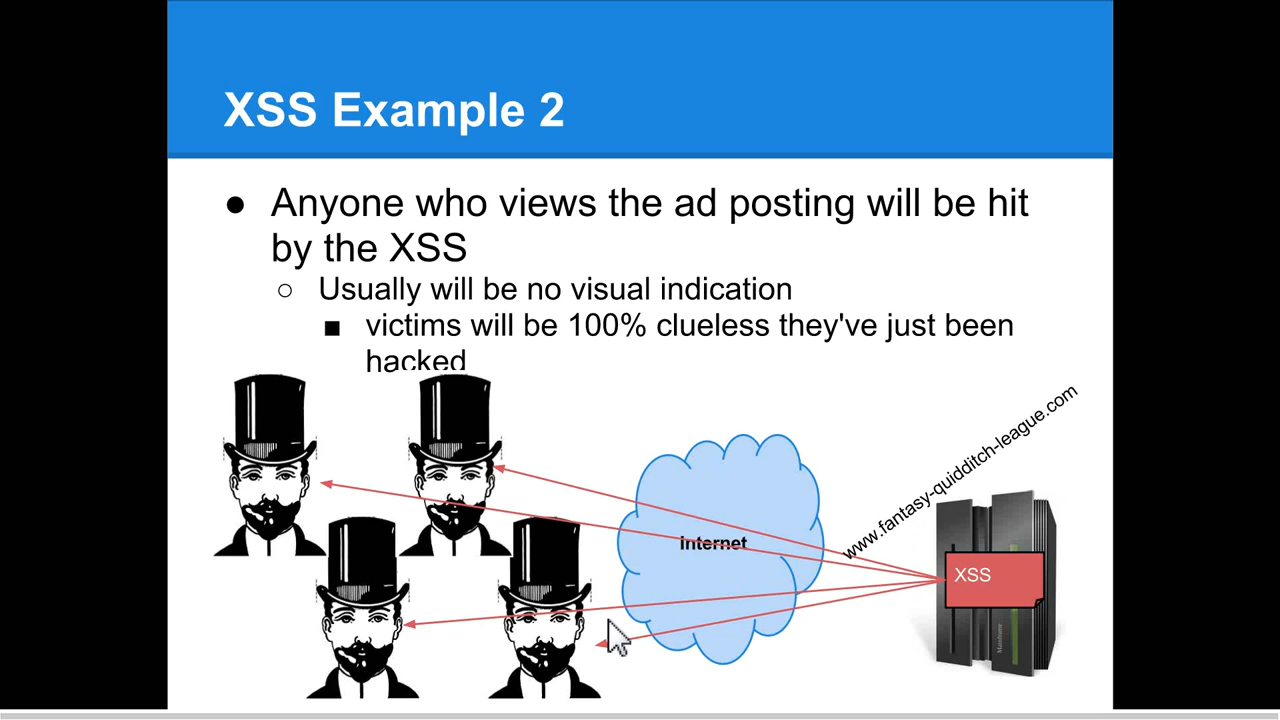 XSS Example 2
● Anyone who views the ad posting will be hit
by the XSS
○ Usually will be no visual indication
■ victims will be 100% clueless they've just been
hacked
www.fantasy-quidditch-league.com
Internet
XSS
Mainframe